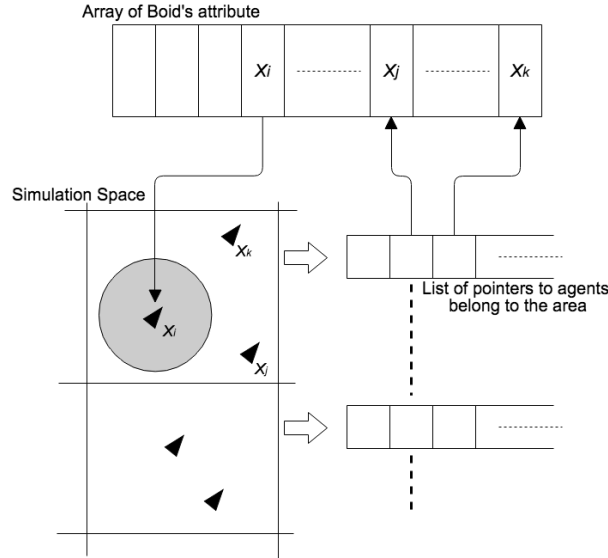 Array of Boid's attribute
Xi
Xj
Xk
Simulation Space
Xk
Xi
Xj
List of pointers to agents
belong to the area